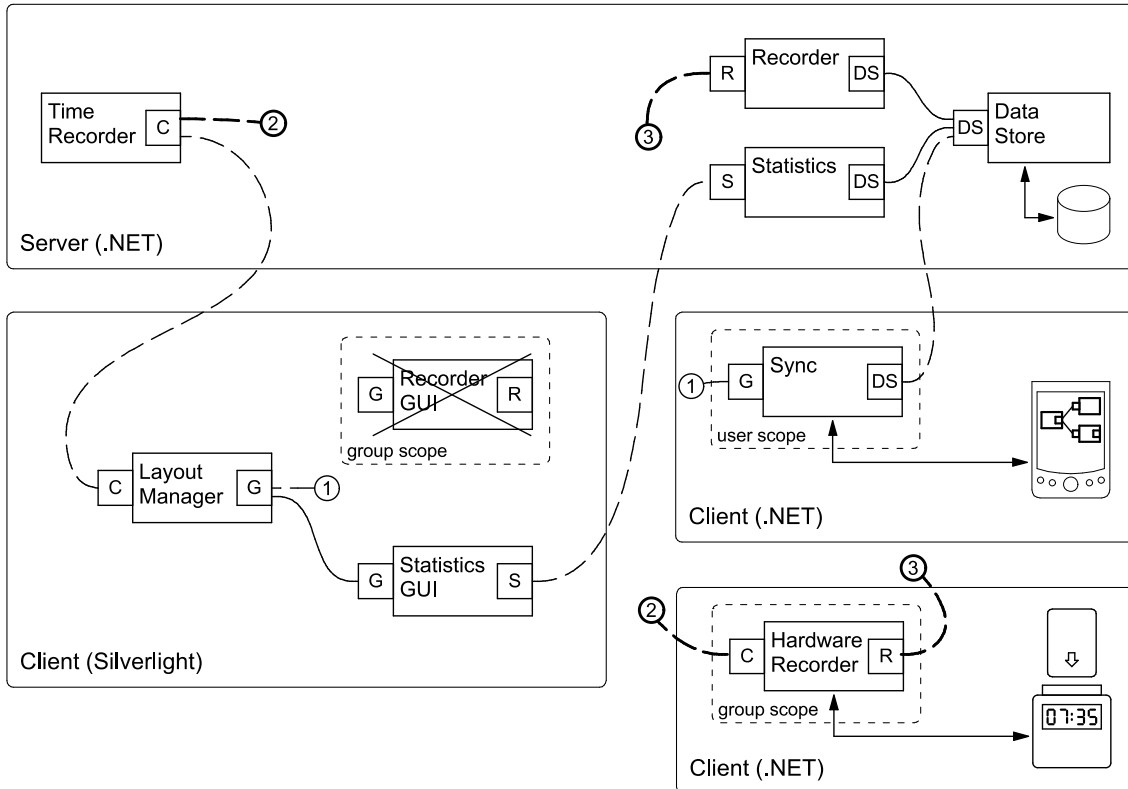 Time
Recorder
C
2
R
Recorder
DS
3
S
Statistics
DS
DS
Data
Store
Server (.NET)
G
Recorder
GUI
R
group scope
C
Layout
Manager
G
1
G
Statistics
GUI
S
Client (Silverlight)
1
G
Sync
DS
user scope
Client (.NET)
2
3
C
Hardware
Recorder
R
group scope
07:35
Client (.NET)